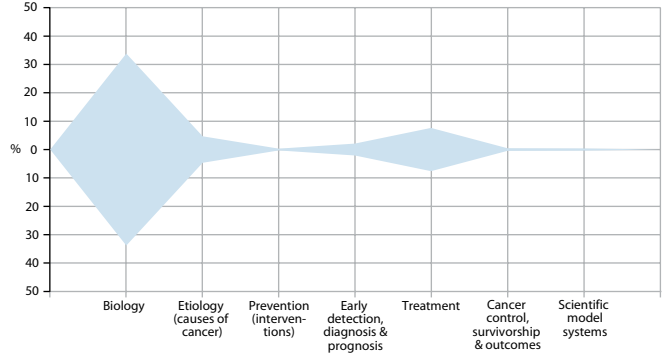 50
40
30
20
10
% 0
10
20
30
40
50
Biology
Etiology
(causes of
cancer)
Prevention
(interven-
tions)
Early
detection,
diagnosis &
prognosis
Treatment
Cancer
control,
survivorship
& outcomes
Scientific
model
systems